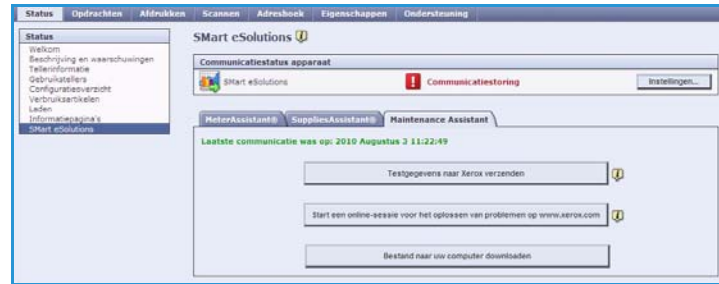 Status Opdrachten Afdrukken Scannen Adresboek Eigenschappen Ondersteuning
Status
Welkom
Beschrijving en waarschuwingen
Tellerinformatie
Gebruikstellers
Configuratieoverzicht
Verbruiksartikelen
Laden
Informatiepagina's
SMart eSolutions
SMart eSolutions
Communicatiestatus apparaat
SMart eSolutions
Communicatiestoring
Instellingen...
MeterAssistant® SuppliesAssistant® Maintenance Assistant
Laatste communicatie was op: 2010 Augustus 3 11:22:49
Testgegevens naar Xerox verzenden
Start een online-sessie voor het oplossen van problemen op www.xerox.com
Bestand naar uw computer downloaden